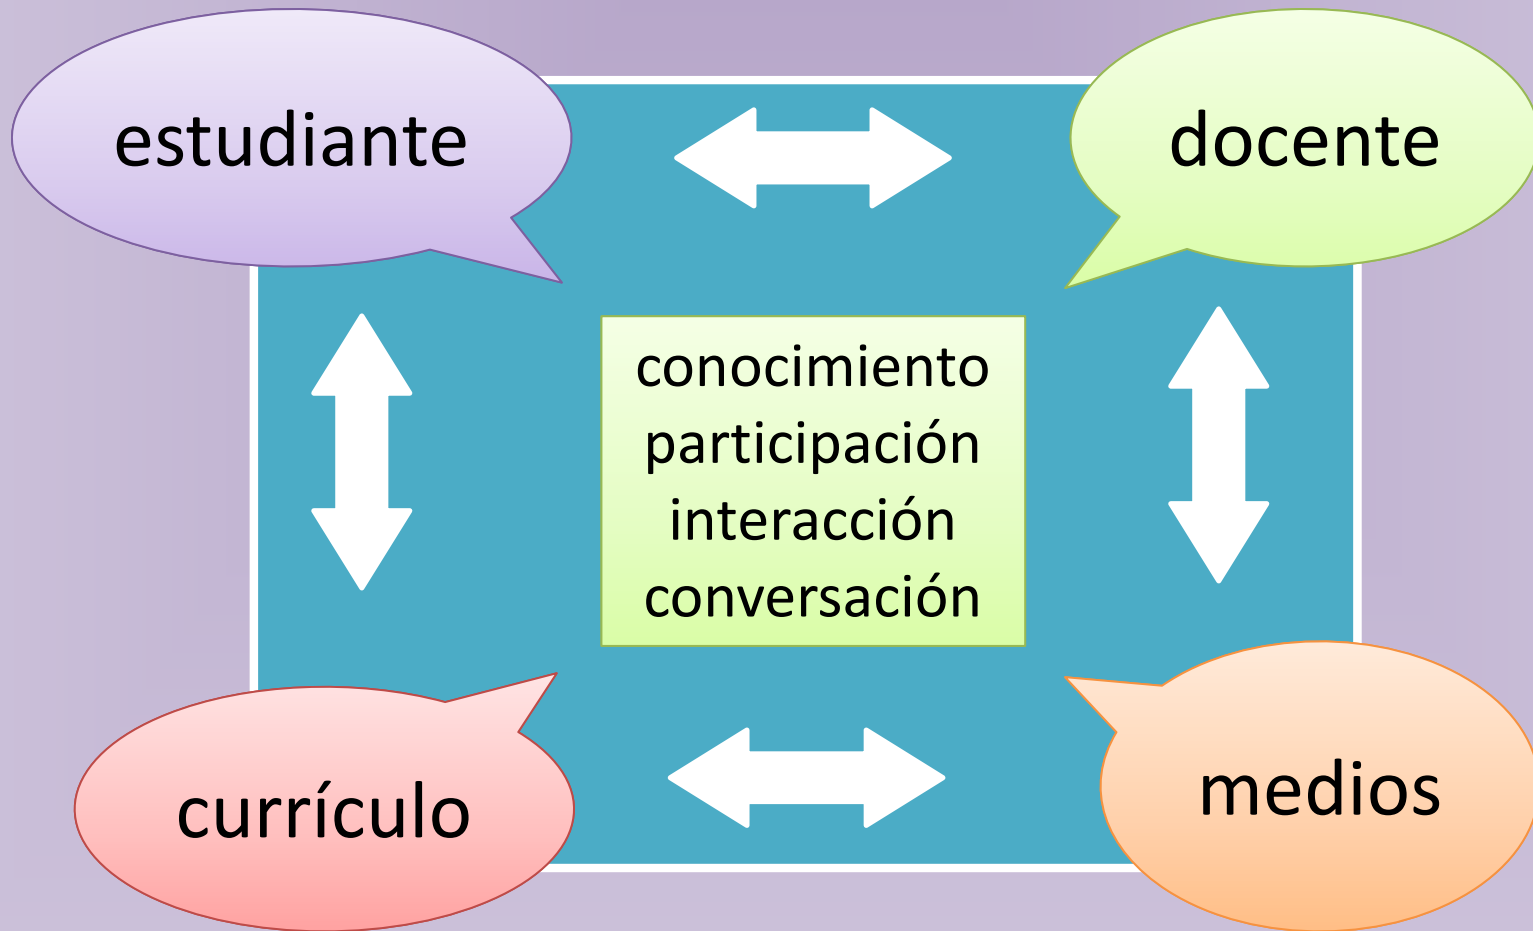 estudiante
docente
conocimiento
participación
interacción
conversación
currículo
medios